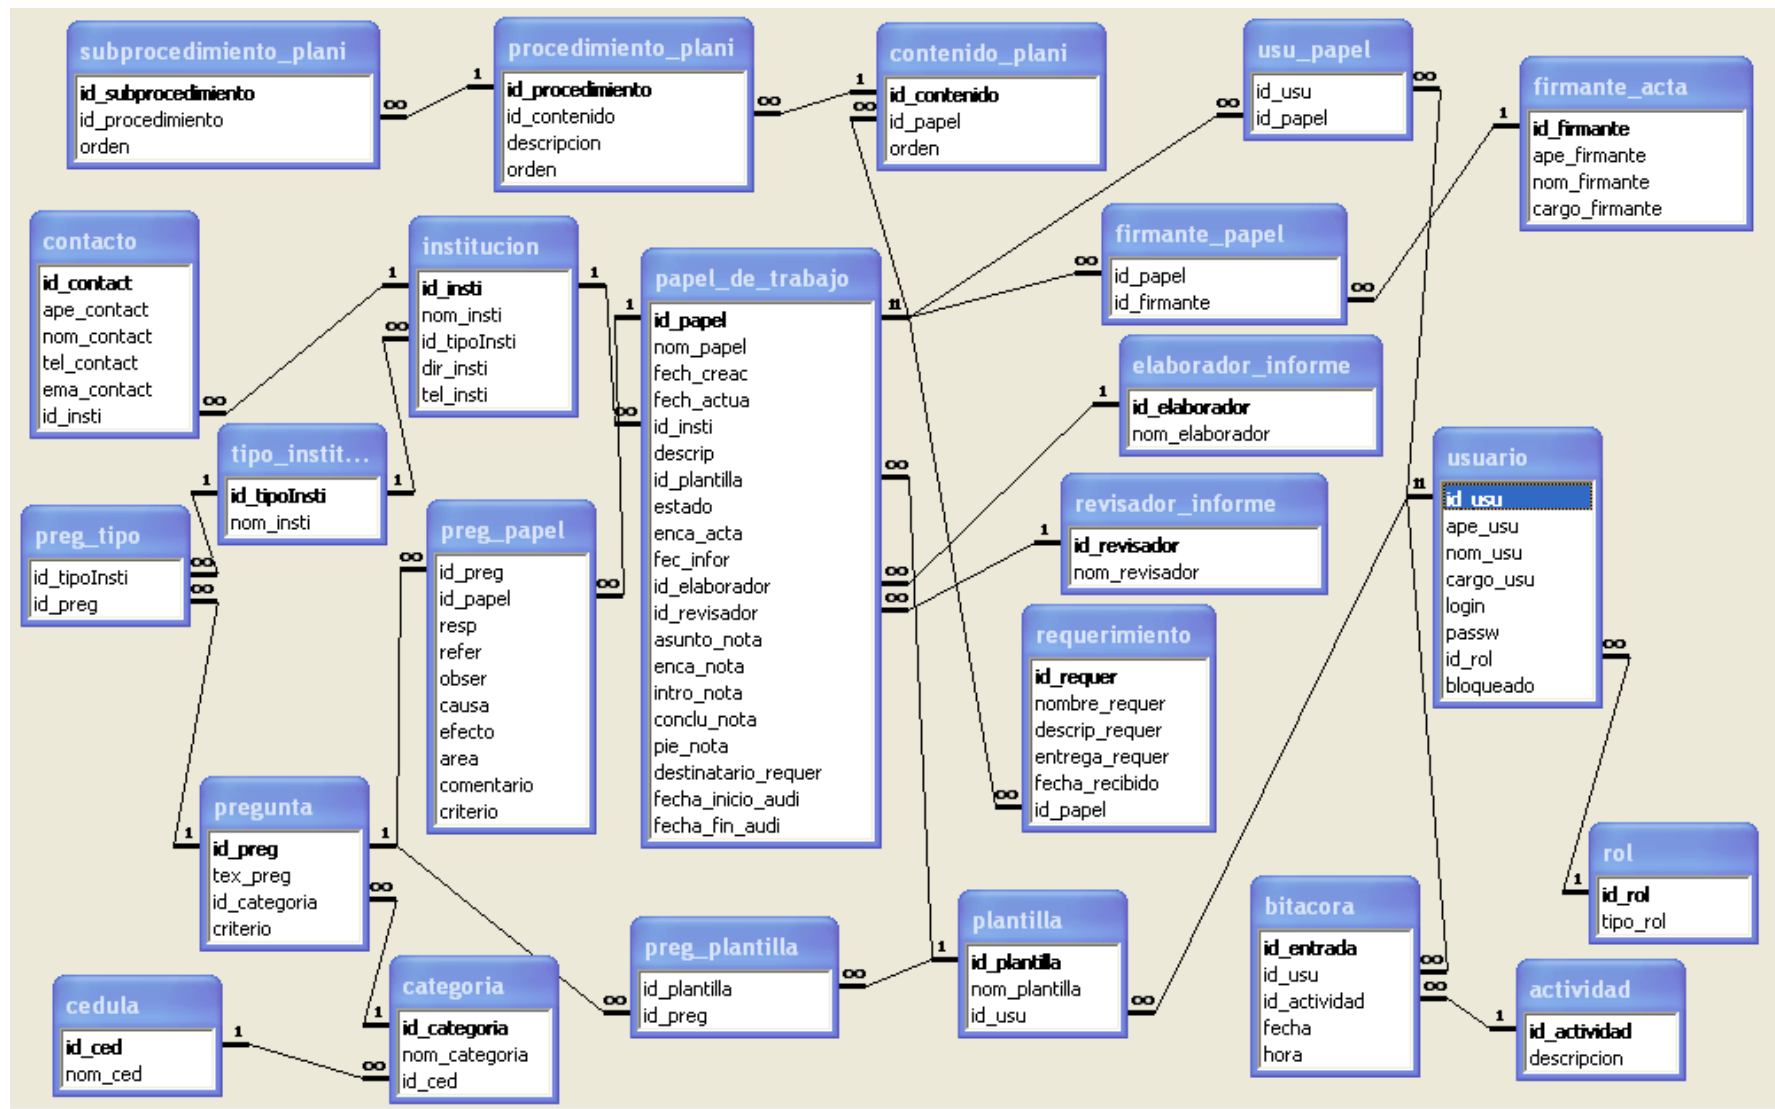 subprocedimiento_plani
id_subprocedimiento
id_procedimiento
orden
procedimiento_plani
id_procedimiento
id_contenido
descripcion
orden
contenido_plani
id_contenido
id_papel
orden
usu_papel
id_usu
id_papel
firmante_acta
id_firmante
ape_firmante
nom_firmante
cargo_firmante
contacto
id_contact
ape_contact
nom_contact
tel_contact
ema_contact
id_insti
institucion
id_insti
nom_insti
id_tipoInsti
dir_insti
tel_insti
papel_de_trabajo
id_papel
nom_papel
fech_creac
fech_actua
id_insti
descrip
id_plantilla
estado
enca_acta
fec_infor
id_elaborador
id_revisador
asunto_nota
enca_nota
intro_nota
conclu_nota
pie_nota
destinatario_requer
fecha_inicio_audi
fecha_fin_audi
firmante_papel
id_papel
id_firmante
elaborador_informe
id_elaborador
nom_elaborador
revisador_informe
id_revisador
nom_revisador
usuario
id_usu
ape_usu
nom_usu
cargo_usu
login
passw
id_rol
bloqueado
tipo_instit...
id_tipoInsti
nom_insti
preg_tipo
id_tipoInsti
id_preg
preg_papel
id_preg
id_papel
resp
refer
obser
causa
efecto
area
comentario
criterio
requerimiento
id_requer
nombre_requer
descrip_requer
entrega_requer
fecha_recibido
id_papel
pregunta
id_preg
tex_preg
id_categoria
criterio
rol
id_rol
tipo_rol
cedula
id_ced
nom_ced
categoria
id_categoria
nom_categoria
id_ced
preg_plantilla
id_plantilla
id_preg
plantilla
id_plantilla
nom_plantilla
id_usu
bitacora
id_entrada
id_usu
id_actividad
fecha
hora
actividad
id_actividad
descripcion